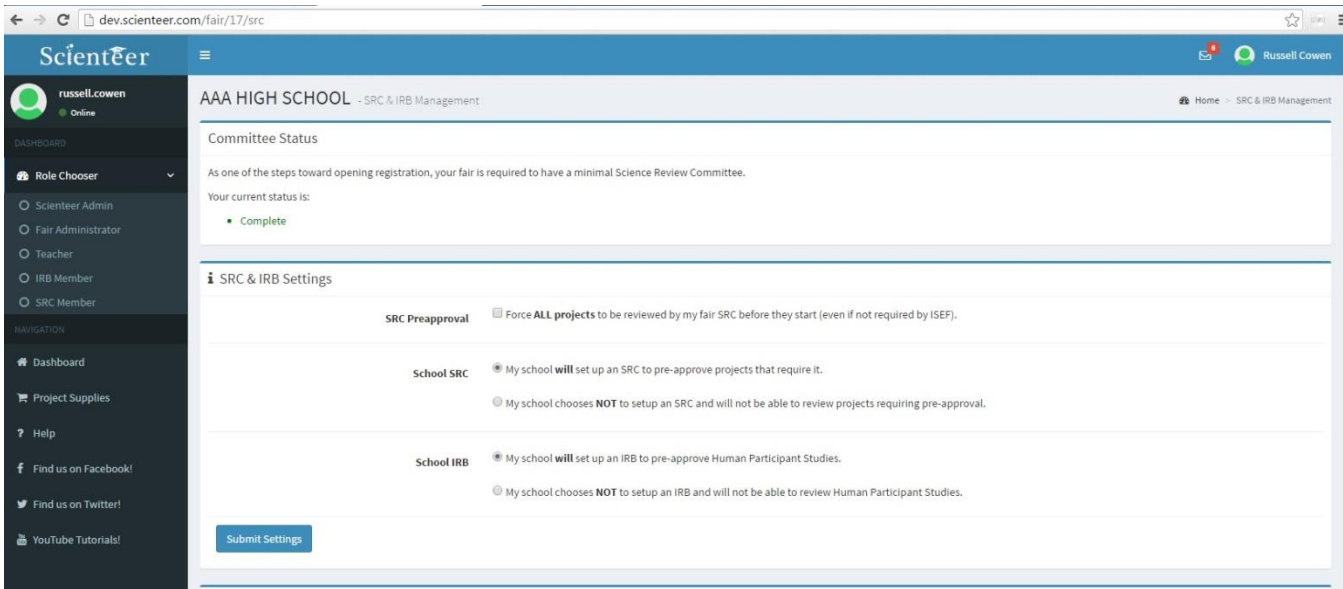 dev.scienteer.com/fair/17/src
Scienteer
Russell Cowen
russell.cowen
Online
DASHBOARD
Role Chooser
Scienteer Admin
Fair Administrator
Teacher
IRB Member
SRC Member
NAVIGATION
Dashboard
Project Supplies
? Help
Find us on Facebook!
Find us on Twitter!
YouTube Tutorials!
AAA HIGH SCHOOL - SRC & IRB Management
Home > SRC & IRB Management
Committee Status
As one of the steps toward opening registration, your fair is required to have a minimal Science Review Committee.
Your current status is:
• Complete
SRC & IRB Settings
SRC Preapproval Force ALL projects to be reviewed by my fair SRC before they start (even if not required by ISEF).
School SRC My school will set up an SRC to pre-approve projects that require it.
My school chooses NOT to setup an SRC and will not be able to review projects requiring pre-approval.
School IRB My school will set up an IRB to pre-approve Human Participant Studies.
My school chooses NOT to setup an IRB and will not be able to review Human Participant Studies.
Submit Settings